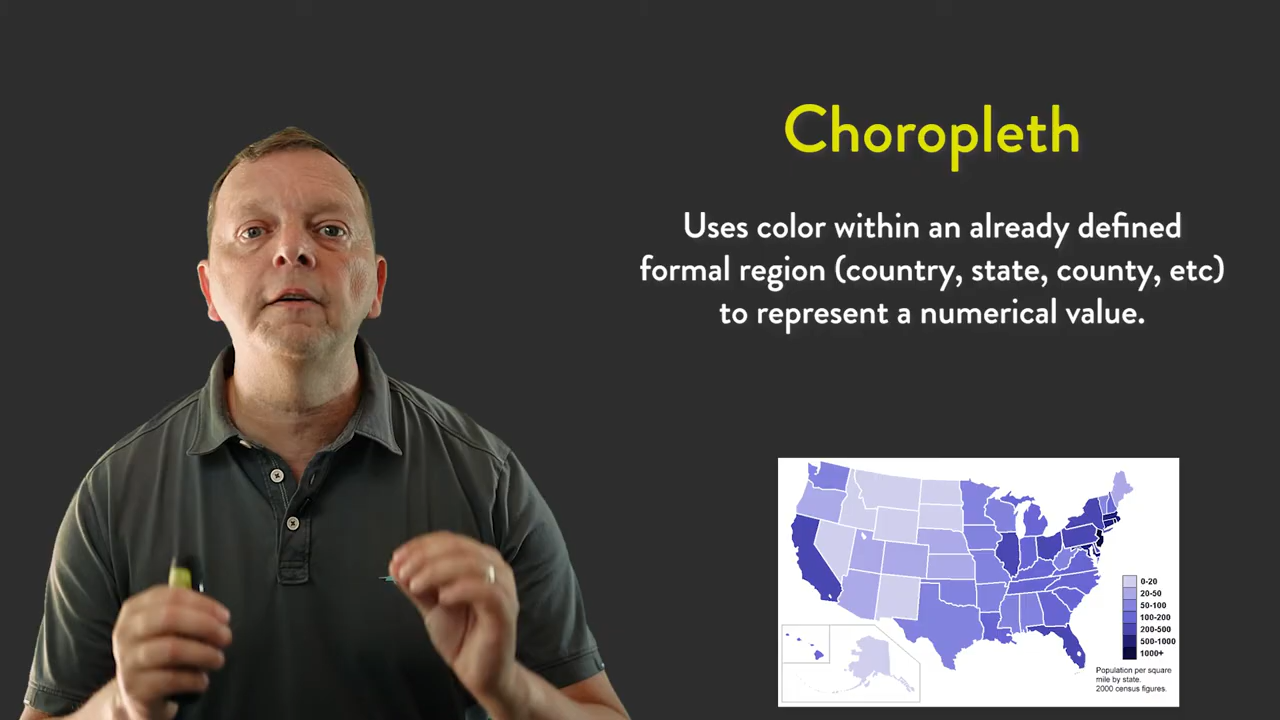 Choropleth
Uses color within an already defined
formal region (country, state, county, etc)
to represent a numerical value.
0-20
20-50
50-100
100-200
200-500
500-1000
1000+
Population per square
mile by state.
2000 census figures.